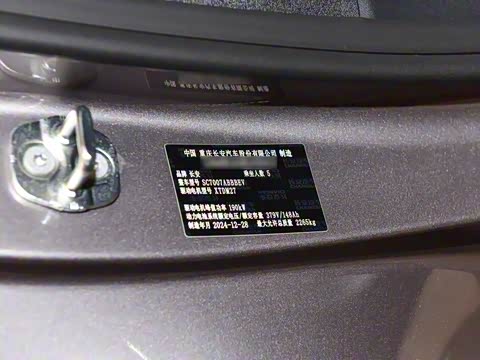 中国 重庆长安汽车股份有限公司 制造
品牌 长安 乘坐人数 5
整车型号 SC7007ABBBEV
驱动电机型号 XTDM27
驱动电机峰值功率 190kW
动力电池系统额定电压/额定容量 379V/148Ah
制造年月 2024-12-28 最大允许总质量 2265kg